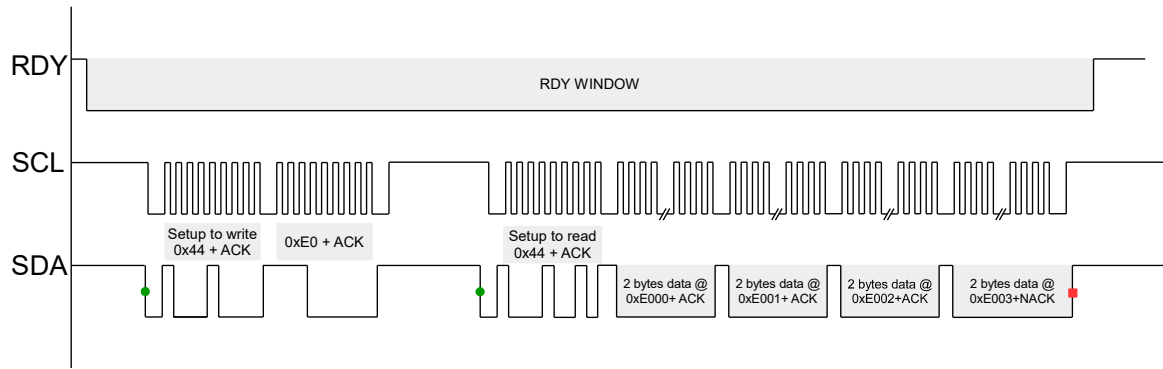 RDY
RDY WINDOW
SCL
Setup to write
0x44 + ACK
0xE0 + ACK
Setup to read
0x44 + ACK
SDA
2 bytes data @
0xE000+ ACK
2 bytes data @
0xE001+ ACK
2 bytes data @
0xE002+ACK
2 bytes data @
0xE003+NACK